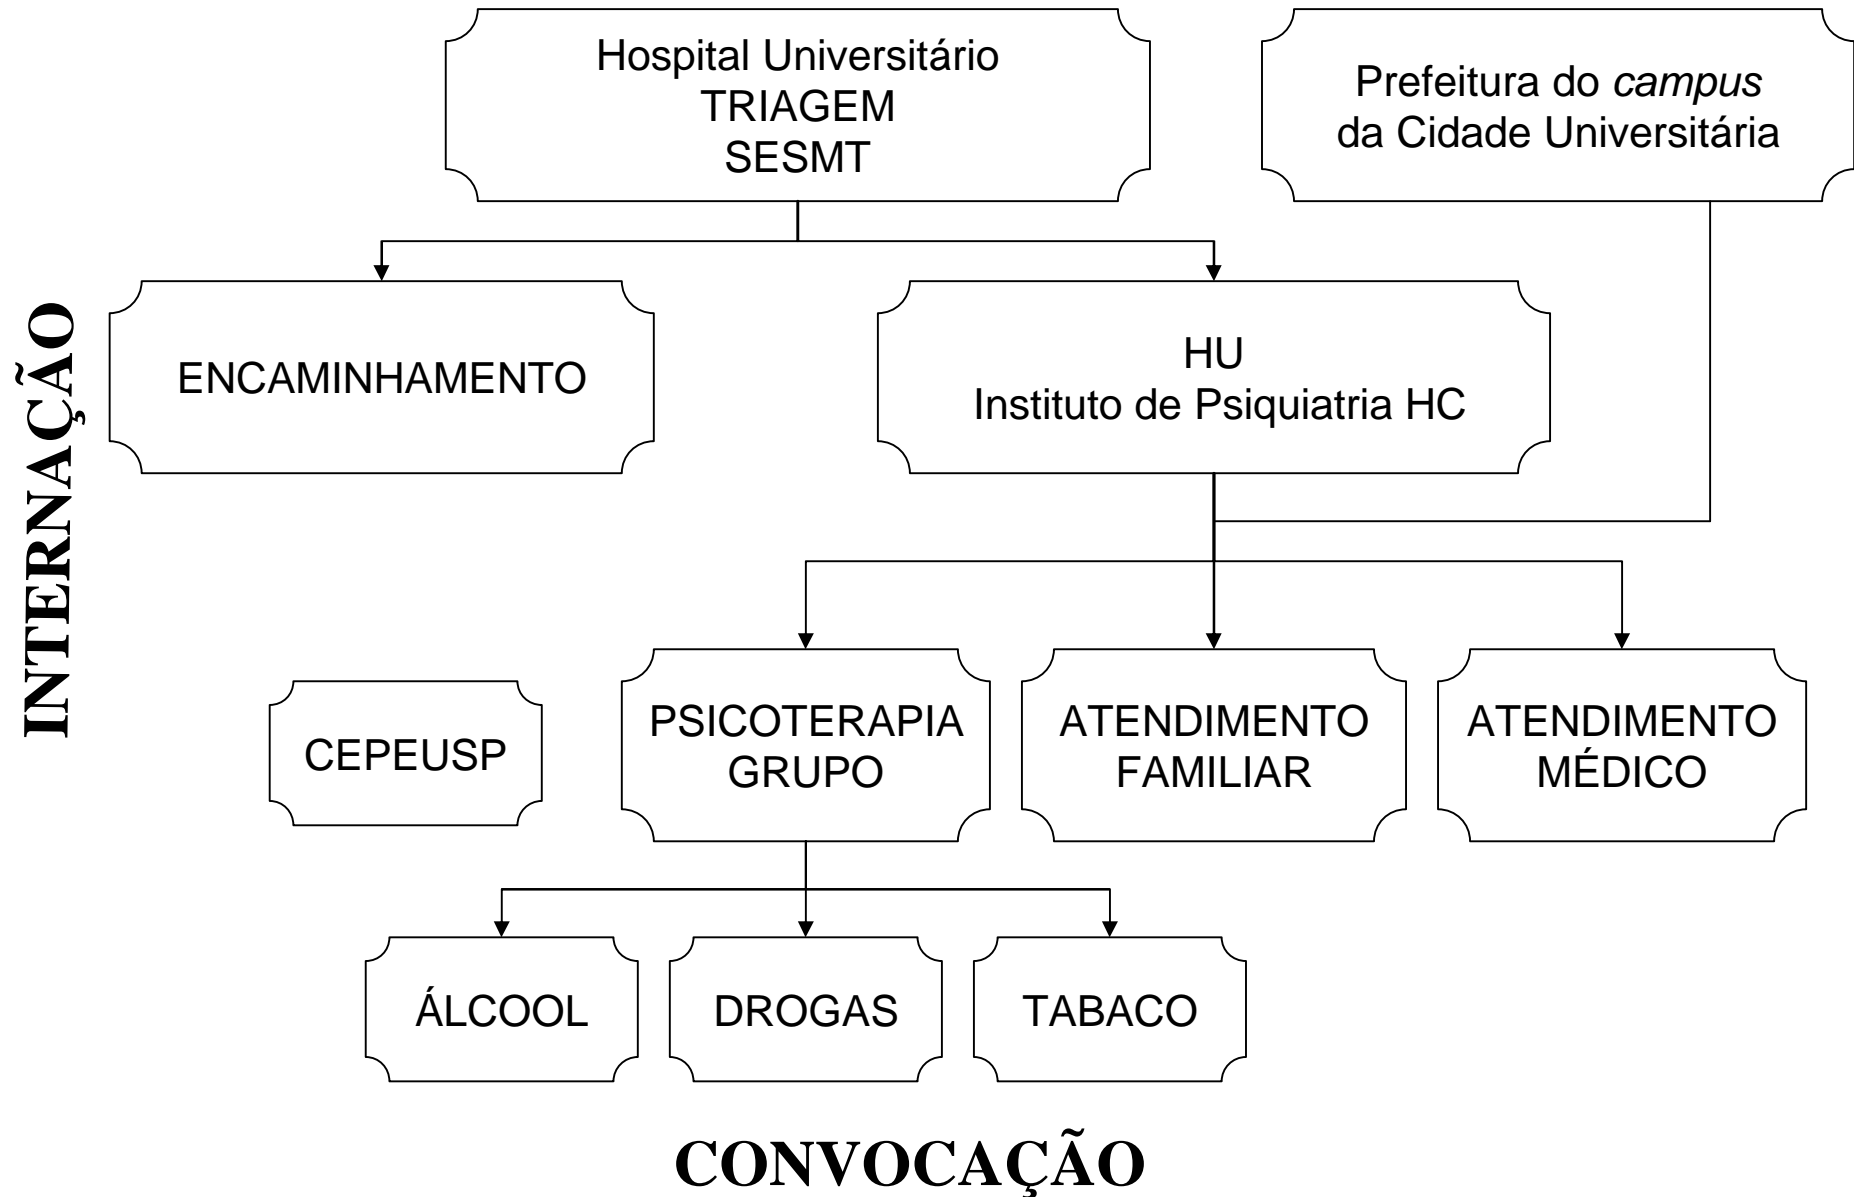 Hospital Universitário
TRIAGEM
SESMT
Prefeitura do campus
da Cidade Universitária
INTERNAÇÃO
ENCAMINHAMENTO
HU
Instituto de Psiquiatria HC
CEPEUSP
PSICOTERAPIA
GRUPO
ATENDIMENTO
FAMILIAR
ATENDIMENTO
MÉDICO
ÁLCOOL
DROGAS
TABACO
CONVOCAÇÃO